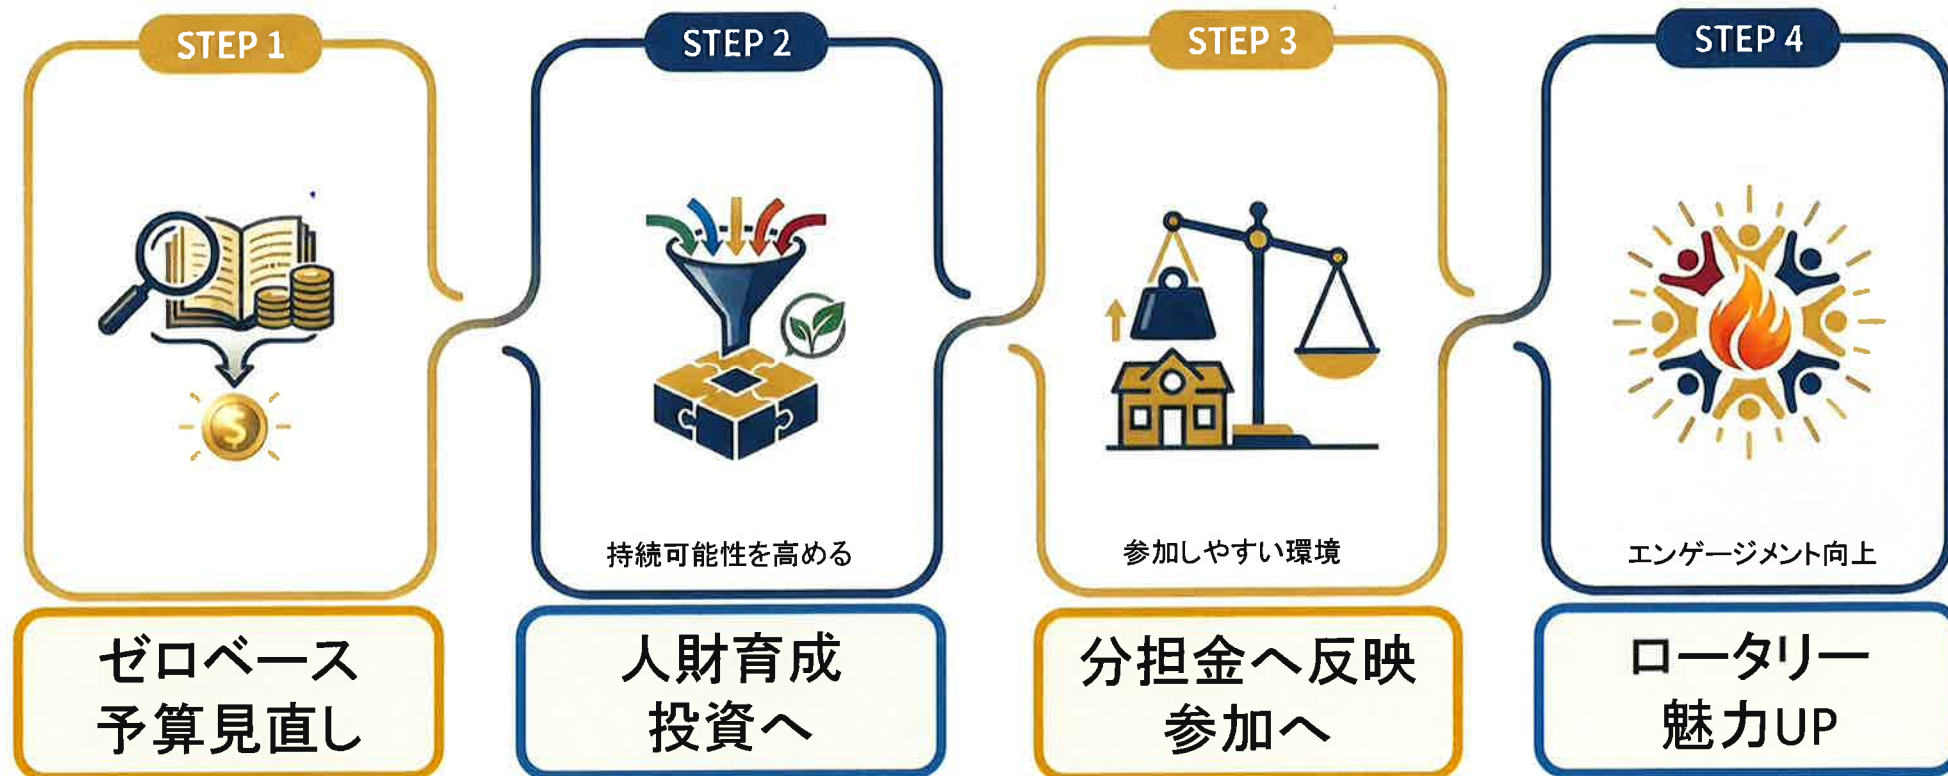 STEP 1
STEP 2
STEP 3
STEP 4
$
持続可能性を高める
参加しやすい環境
エンゲージメント向上
ゼロベース
予算見直し
人財育成
投資へ
分担金へ反映
参加へ
ロータリー
魅力UP